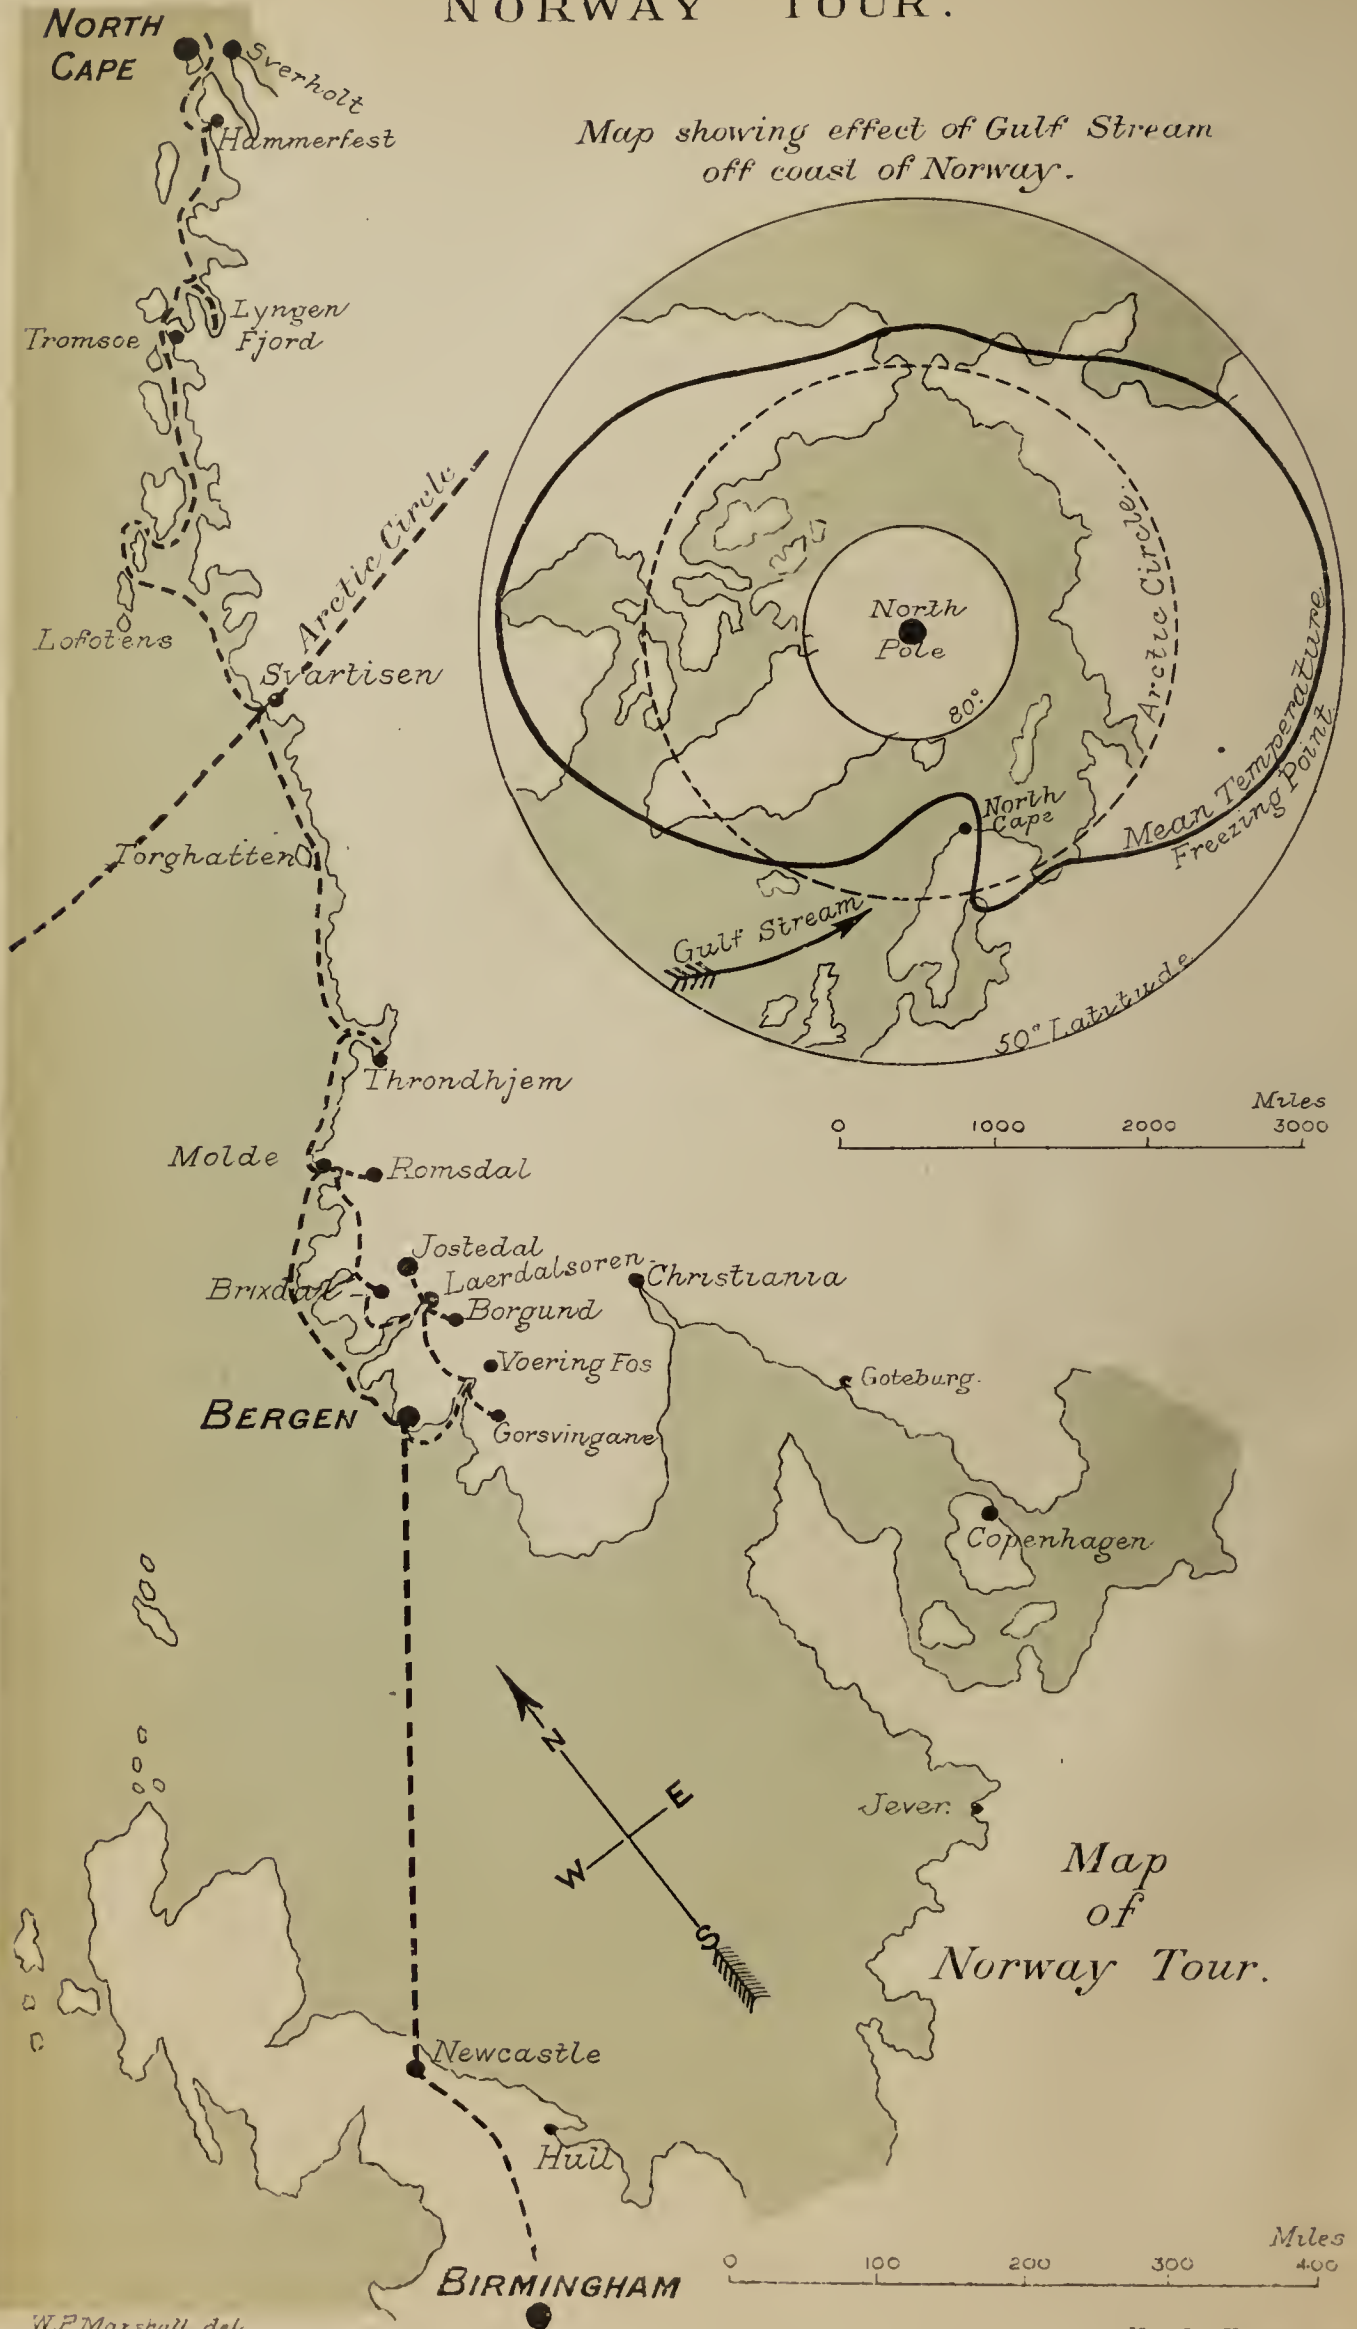 NORWAY TOUR.
NORTH
CAPE
Sverholt
Hammerfest
Map showing effect of Gulf Stream
off coast of Norway.
Lyngen
Fjord
Tromsoe
Arctic Circle
Lofotens
Svartisen
Torghatten
Throndhjem
Molde
Romsdal
Jostedal
Laerdalsoren
Christiania
Brixdal
Borgund
Voering Fos
Goteburg.
BERGEN
Gorsvingane
Copenhagen
Arctic Circle.
North
Pole
80°
North
Cape
Mean Temperature
Freezing Point
Gulf Stream
50° Latitude
Miles
0 1000 2000 3000
N
E
W
S
Jever.
Map
of
Norway Tour.
Newcastle
Hull
BIRMINGHAM
Miles
0 100 200 300 400
W.P. Marshall, del.